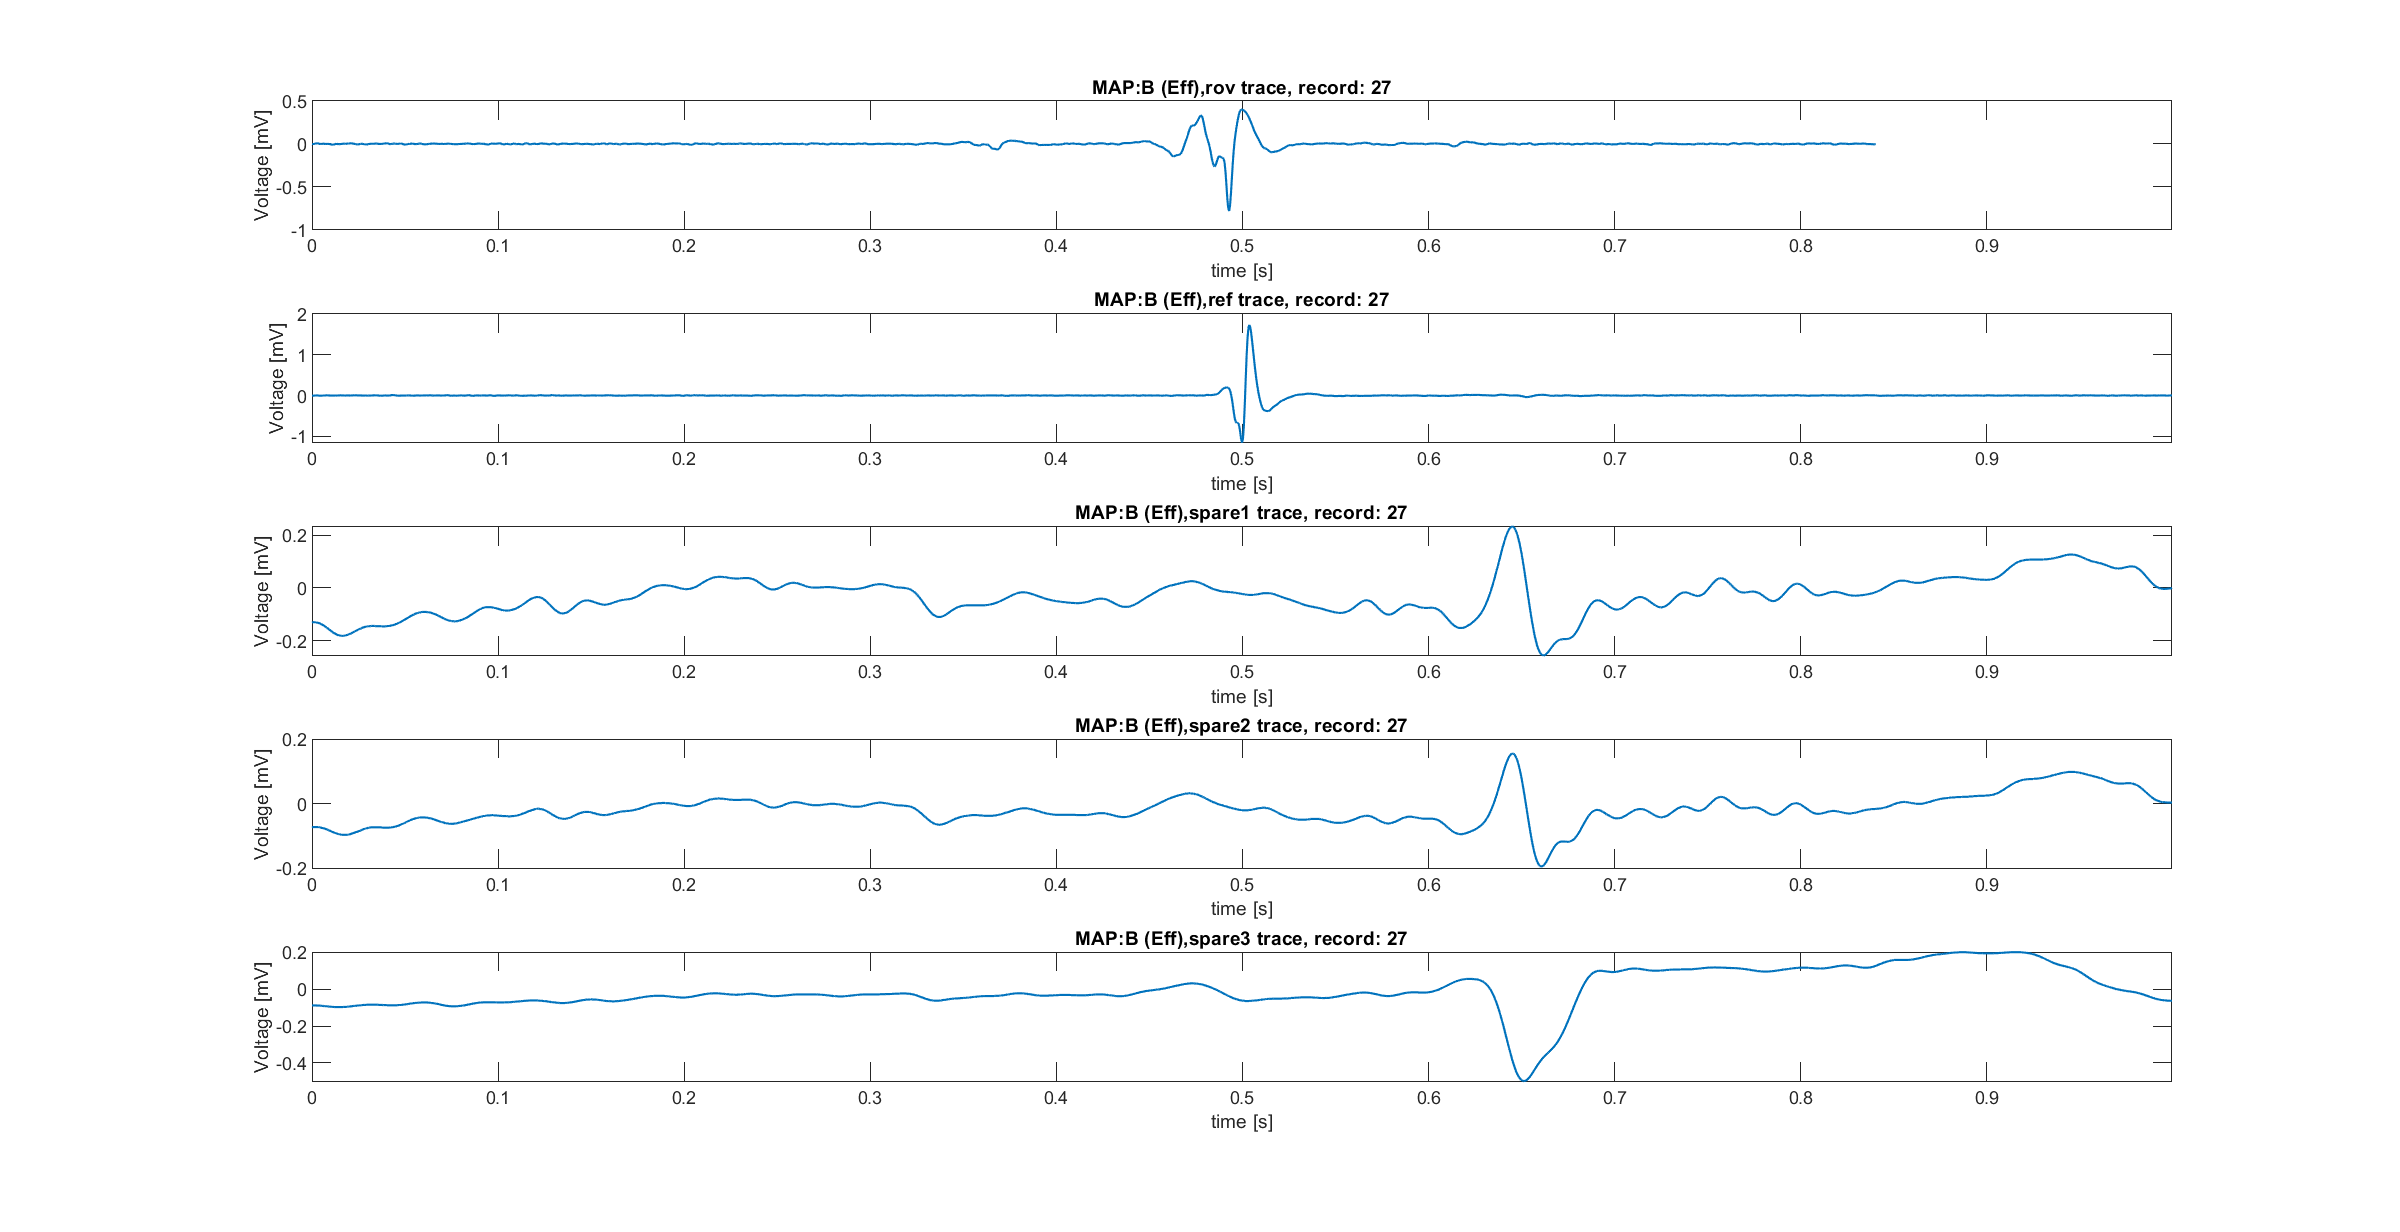 MAP:B (Eff),rov trace, record: 27
Voltage [mV]
0.5
0
-0.5
-1
0 0.1 0.2 0.3 0.4 0.5 0.6 0.7 0.8 0.9
time [s]
MAP:B (Eff),ref trace, record: 27
Voltage [mV]
2
1
0
-1
0 0.1 0.2 0.3 0.4 0.5 0.6 0.7 0.8 0.9
time [s]
MAP:B (Eff),spare1 trace, record: 27
Voltage [mV]
0.2
0
-0.2
0 0.1 0.2 0.3 0.4 0.5 0.6 0.7 0.8 0.9
time [s]
MAP:B (Eff),spare2 trace, record: 27
Voltage [mV]
0.2
0
-0.2
0 0.1 0.2 0.3 0.4 0.5 0.6 0.7 0.8 0.9
time [s]
MAP:B (Eff),spare3 trace, record: 27
Voltage [mV]
0.2
0
-0.2
-0.4
0 0.1 0.2 0.3 0.4 0.5 0.6 0.7 0.8 0.9
time [s]